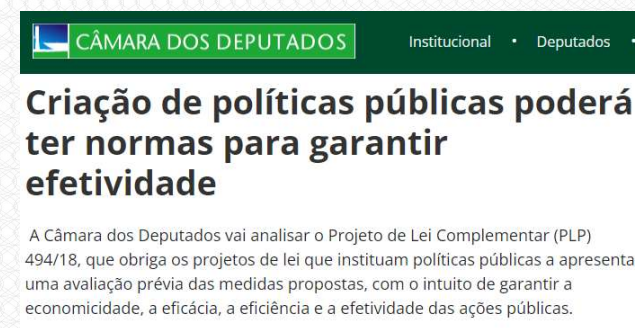 CÂMARA DOS DEPUTADOS Institucional • Deputados •
Criação de políticas públicas poderá
ter normas para garantir
efetividade
A Câmara dos Deputados vai analisar o Projeto de Lei Complementar (PLP)
494/18, que obriga os projetos de lei que instituam políticas públicas a apresenta
uma avaliação prévia das medidas propostas, com o intuito de garantir a
economicidade, a eficácia, a eficiência e a efetividade das ações públicas.